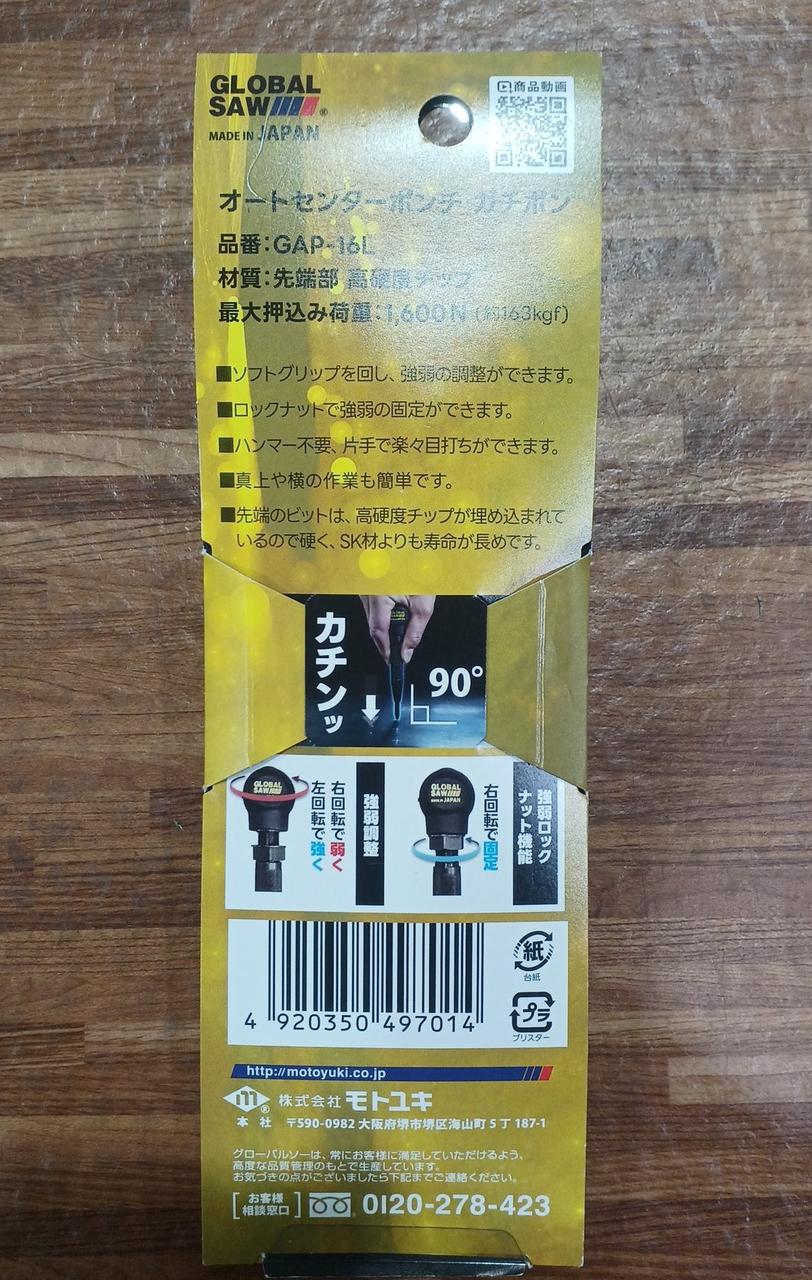 GLOBAL
SAW®
MADE IN JAPAN
商品動画
オートセンターポンチ ガチポン
品番:GAP-16L
材質:先端部 高硬度チップ
最大押込み荷重:1,600N(約163kgf)
■ソフトグリップを回し、強弱の調整ができます。
■ロックナットで強弱の固定ができます。
■ハンマー不要、片手で楽々目打ちができます。
■真上や横の作業も簡単です。
■先端のビットは、高硬度チップが埋め込まれて
いるので硬く、SK材よりも寿命が長めです。
カチンッ
90°
強弱ロック
ナット機能
右回転で固定
GLOBAL
SAW
MADE IN JAPAN
強弱調整
右回転で弱く
左回転で強く
GLOBAL
SAW
4 920350 497014
紙
台紙
プラ
ブリスター
http://motoyuki.co.jp
m® 株式会社 モトユキ
本社 〒590-0982 大阪府堺市堺区海山町5丁187-1
グローバルソーは、常にお客様に満足していただけるよう、
高度な品質管理のもとで生産しています。
お気づきの点がございましたら下記までご連絡ください。
[お客様
相談窓口] 0120-278-423